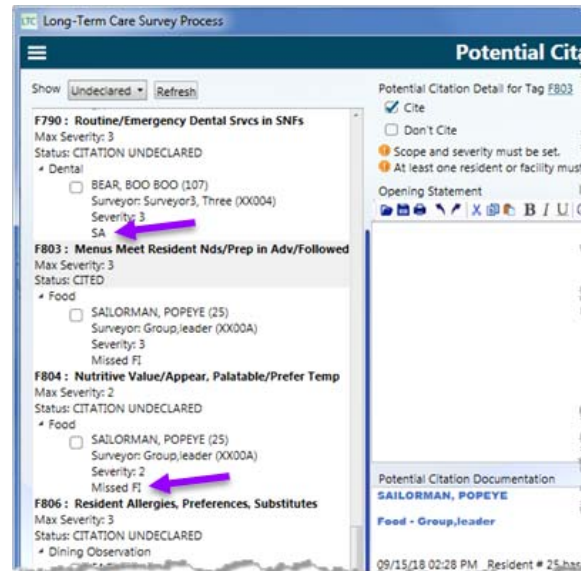 LTC Long-Term Care Survey Process
Potential Cita
Show Undeclared Refresh
F790 : Routine/Emergency Dental Srvcs in SNFs
Max Severity: 3
Status: CITATION UNDECLARED
Dental
BEAR, BOO BOO (107)
Surveyor: Surveyor3, Three (XX004)
Severity: 3
SA
F803 : Menus Meet Resident Nds/Prep in Adv/Followed
Max Severity: 3
Status: CITED
Food
SAILORMAN, POPEYE (25)
Surveyor: Group,leader (XX00A)
Severity: 3
Missed FI
F804 : Nutritive Value/Appear, Palatable/Prefer Temp
Max Severity: 2
Status: CITATION UNDECLARED
Food
SAILORMAN, POPEYE (25)
Surveyor: Group,leader (XX00A)
Severity: 2
Missed FI
F806 : Resident Allergies, Preferences, Substitutes
Max Severity: 3
Status: CITATION UNDECLARED
Dining Observation
Potential Citation Detail for Tag F803
Cite
Don't Cite
Scope and severity must be set.
At least one resident or facility must
Opening Statement
B I U
Potential Citation Documentation
SAILORMAN, POPEYE
Food - Group,leader
09/15/18 02:28 PM Resident # 25 has